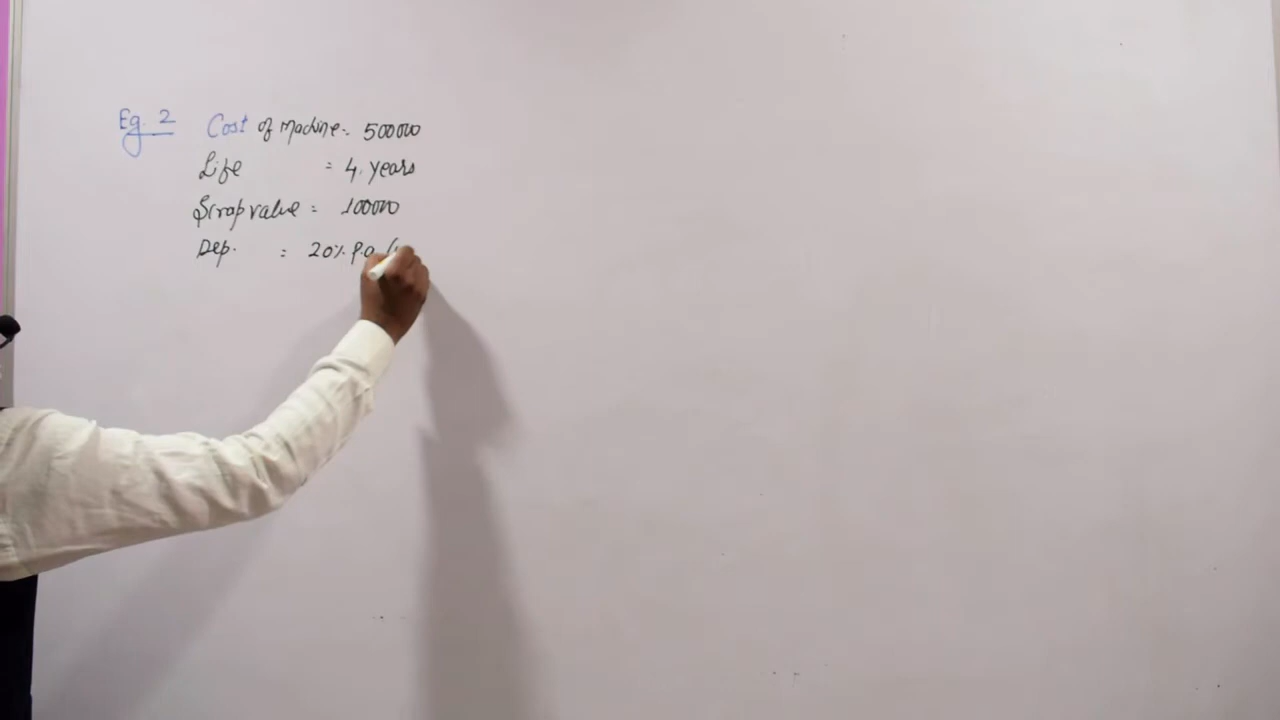 Eg. 2 Cost of Machine = 500000
Life = 4. years
Scrap value = 100000
Dep. = 20% P.a (